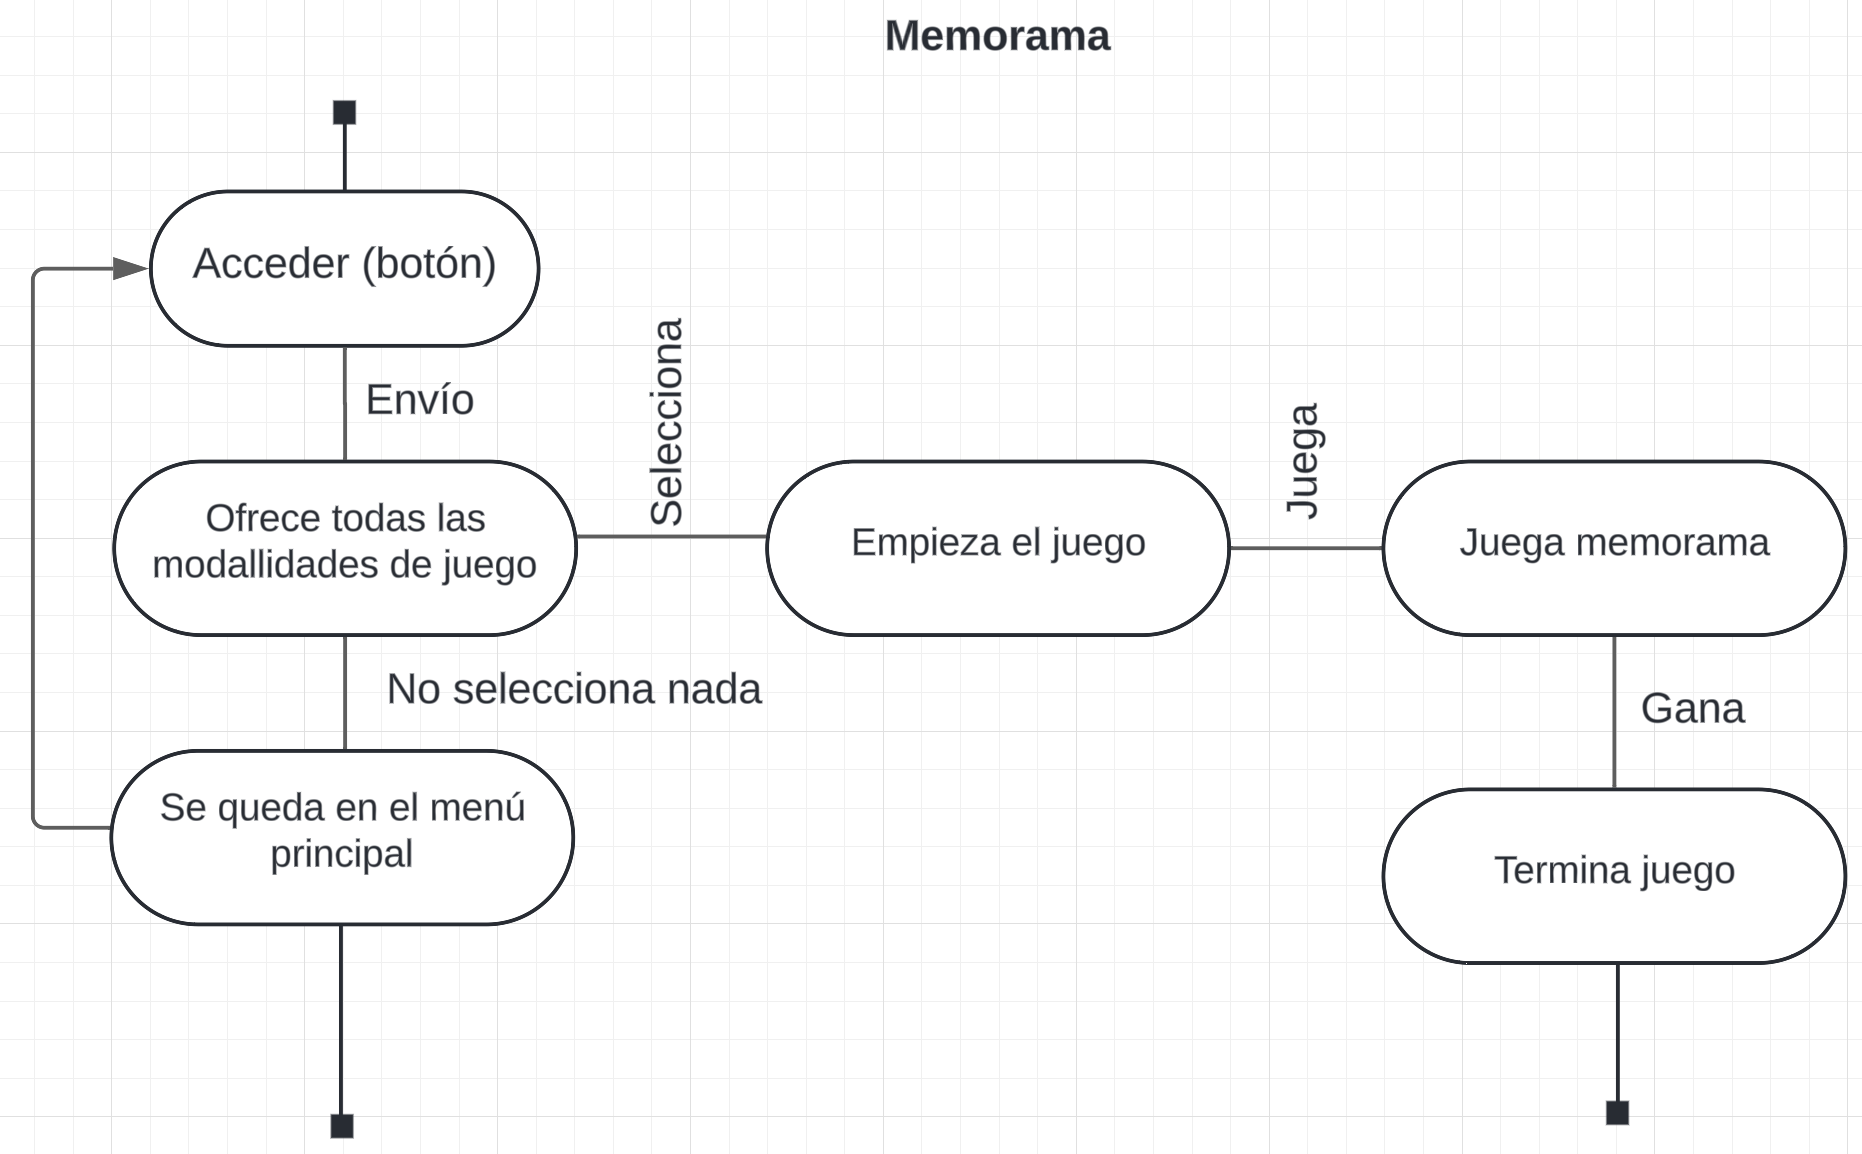 Memorama
Acceder (botón)
Envío
Selecciona
Juega
Ofrece todas las
modallidades de juego
Empieza el juego
Juega memorama
No selecciona nada
Gana
Se queda en el menú
principal
Termina juego